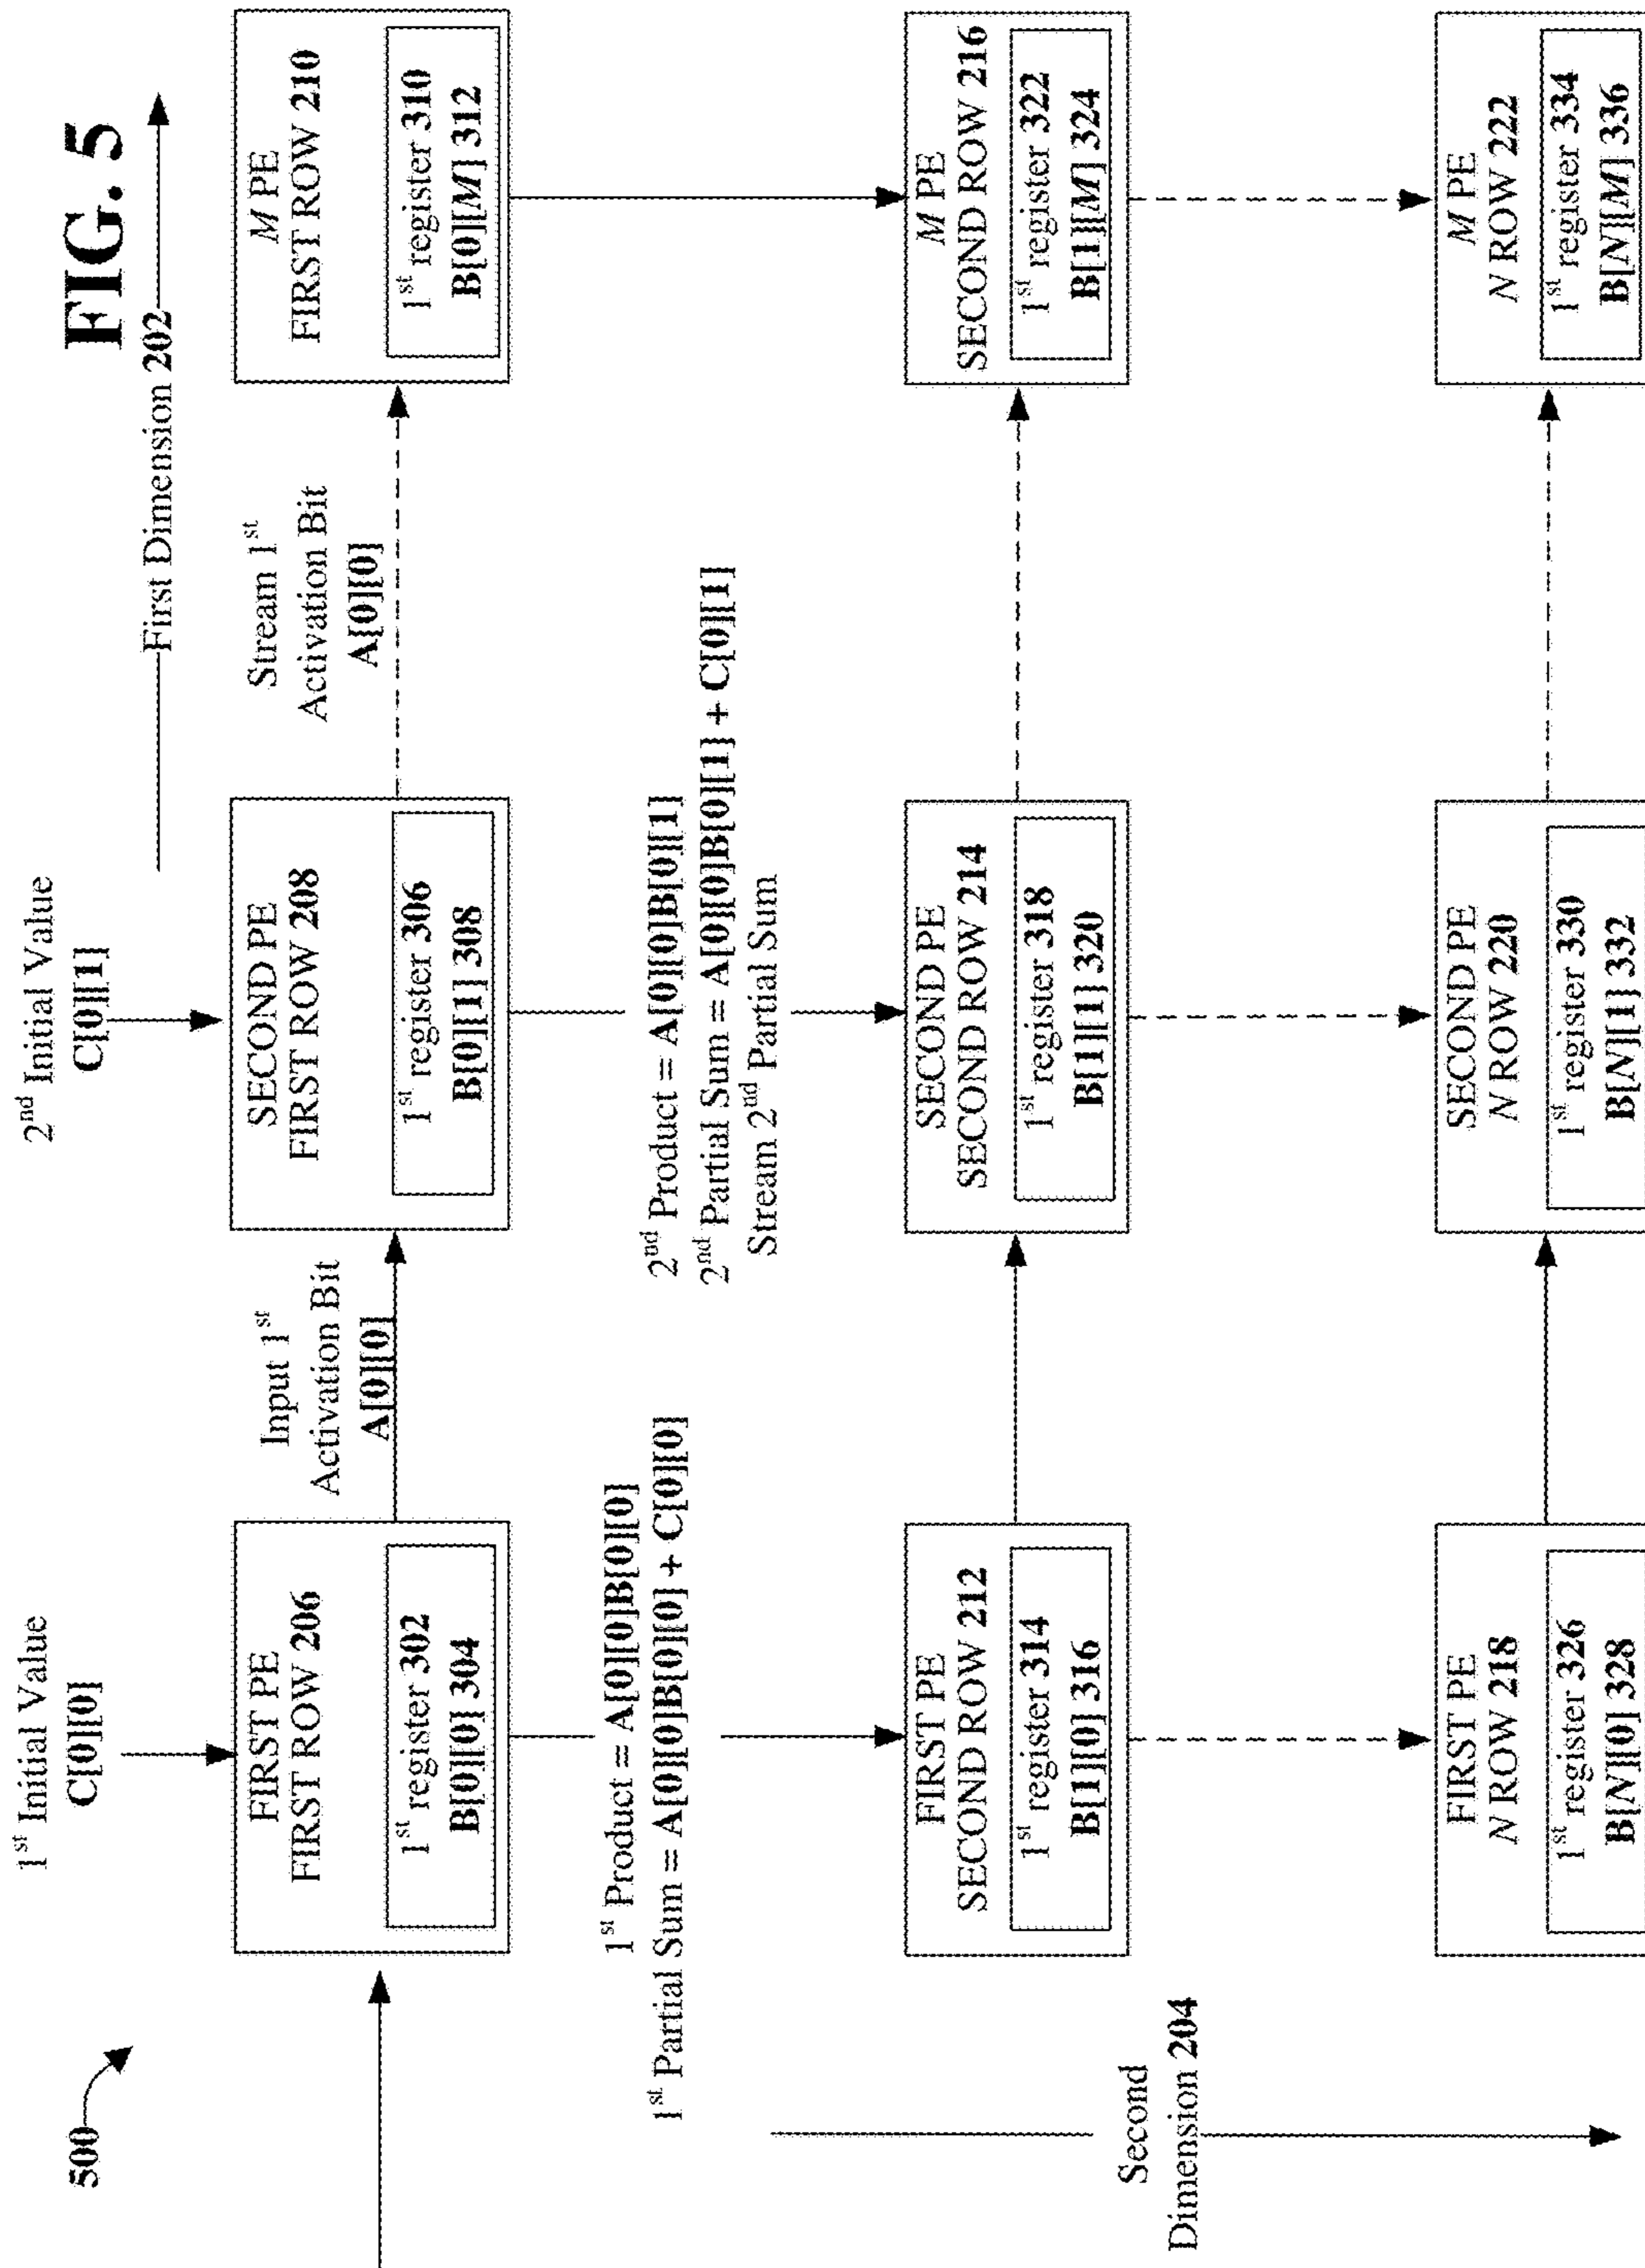 FIG. 5
500
First Dimension 202
1st Initial Value
C[0][0]
2nd Initial Value
C[0][1]
FIRST PE
FIRST ROW 206
1st register 302
B[0][0] 304
Input 1st
Activation Bit
A[0][0]
SECOND PE
FIRST ROW 208
1st register 306
B[0][1] 308
Stream 1st
Activation Bit
A[0][0]
M PE
FIRST ROW 210
1st register 310
B[0][M] 312
1st Product = A[0][0]B[0][0]
1st Partial Sum = A[0][0]B[0][0] + C[0][0]
2nd Product = A[0][0]B[0][1]
2nd Partial Sum = A[0][0]B[0][1] + C[0][1]
Stream 2nd Partial Sum
FIRST PE
SECOND ROW 212
1st register 314
B[1][0] 316
SECOND PE
SECOND ROW 214
1st register 318
B[1][1] 320
M PE
SECOND ROW 216
1st register 322
B[1][M] 324
Second
Dimension 204
FIRST PE
N ROW 218
1st register 326
B[N][0] 328
SECOND PE
N ROW 220
1st register 330
B[N][1] 332
M PE
N ROW 222
1st register 334
B[N][M] 336